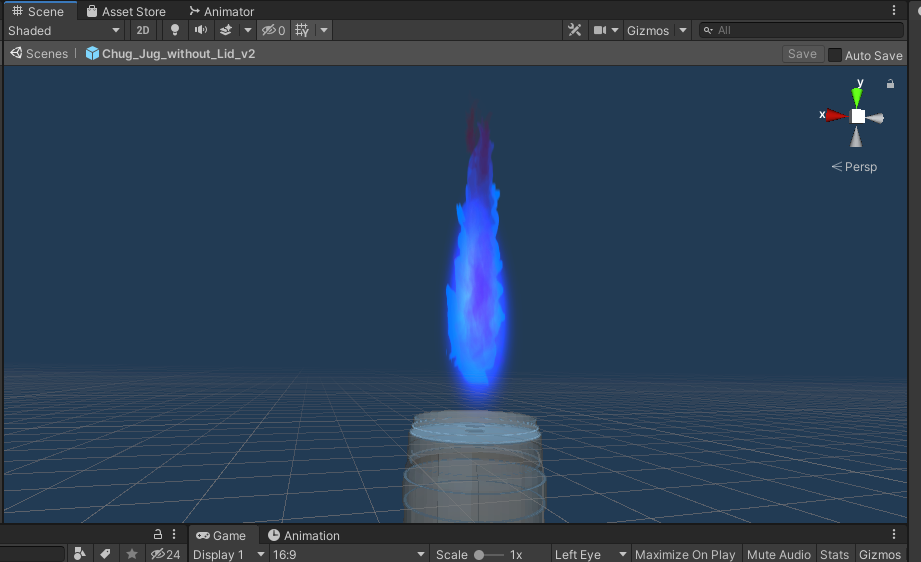 Scene Asset Store Animator
Shaded 2D 0 Gizmos All
Scenes Chug_Jug_without_Lid_v2 Save Auto Save
y
x
Persp
Game Animation
24 Display 1 16:9 Scale 1x Left Eye Maximize On Play Mute Audio Stats Gizmos